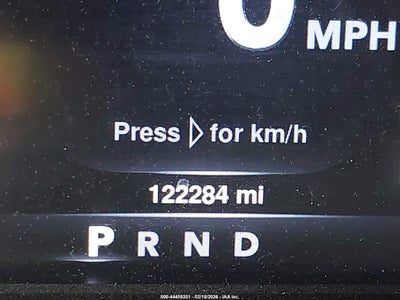 0 MPH
Press ▷ for km/h
122284 mi
P R N D
000-44405301 - 02/18/2026 - IAA Inc.